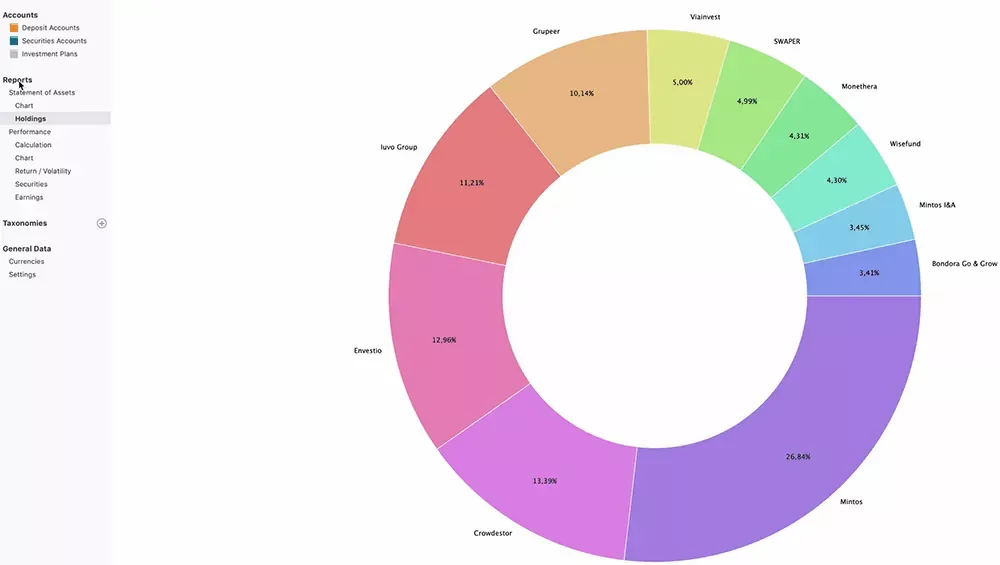 Accounts
Deposit Accounts
Securities Accounts
Investment Plans
Reports
Statement of Assets
Chart
Holdings
Performance
Calculation
Chart
Return / Volatility
Securities
Earnings
Taxonomies
General Data
Currencies
Settings
Viainvest
5,00%
SWAPER
4,99%
Monethera
4,31%
Wisefund
4,30%
Mintos I&A
3,45%
Bondora Go & Grow
3,41%
Mintos
26,84%
Crowdestor
13,39%
Envestio
12,96%
Iuvo Group
11,21%
Grupeer
10,14%